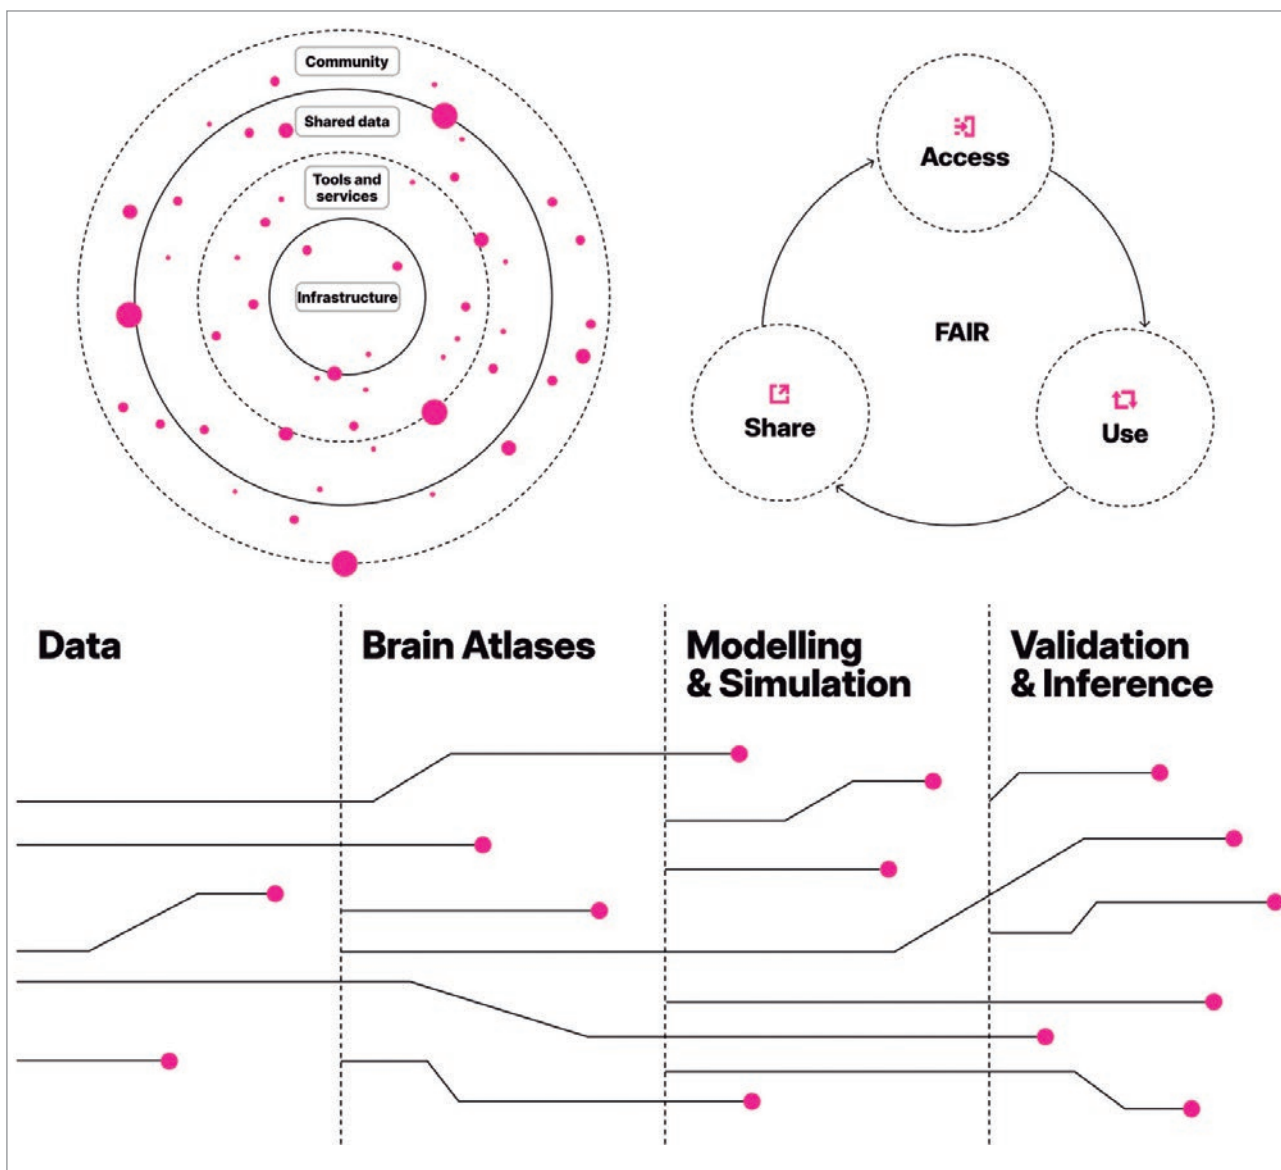 Community
Shared data
Tools and
services
Infrastructure
Access
FAIR
Share
Use
Data
Brain Atlases
Modelling
& Simulation
Validation
& Inference